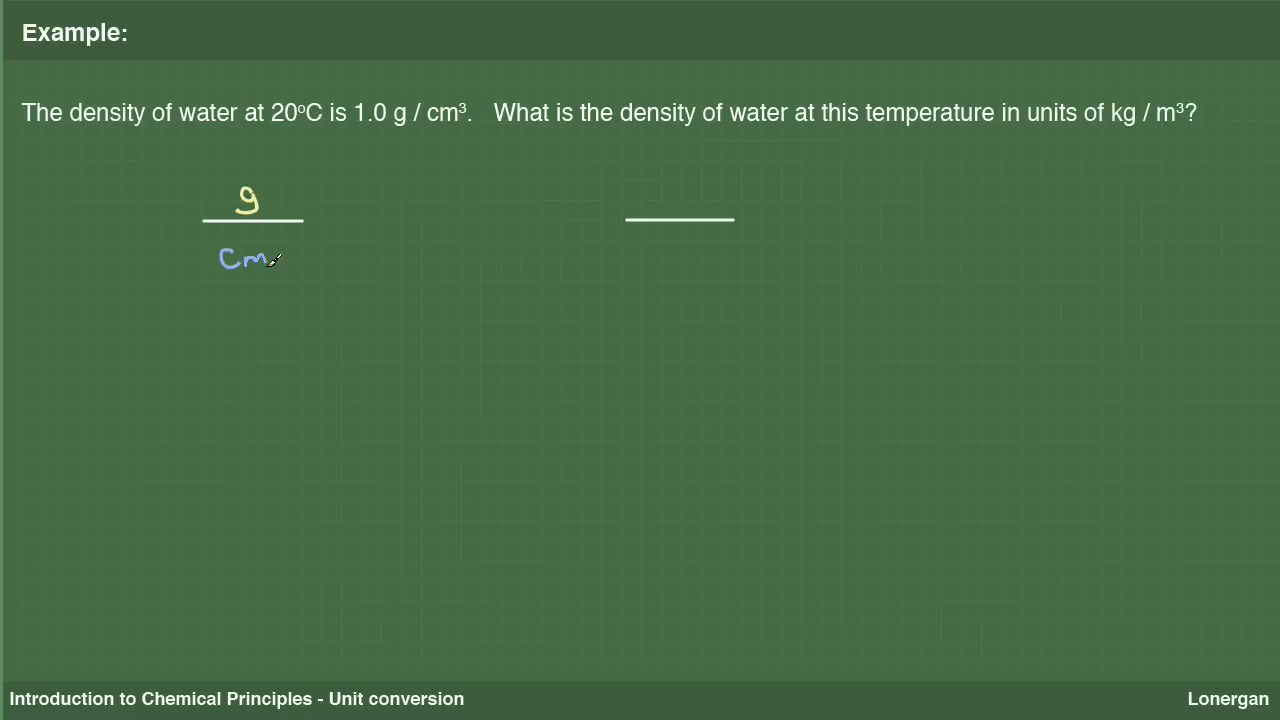 Example:
The density of water at 20°C is 1.0 g / cm³. What is the density of water at this temperature in units of kg / m³?
g
cm
Introduction to Chemical Principles - Unit conversion
Lonergan